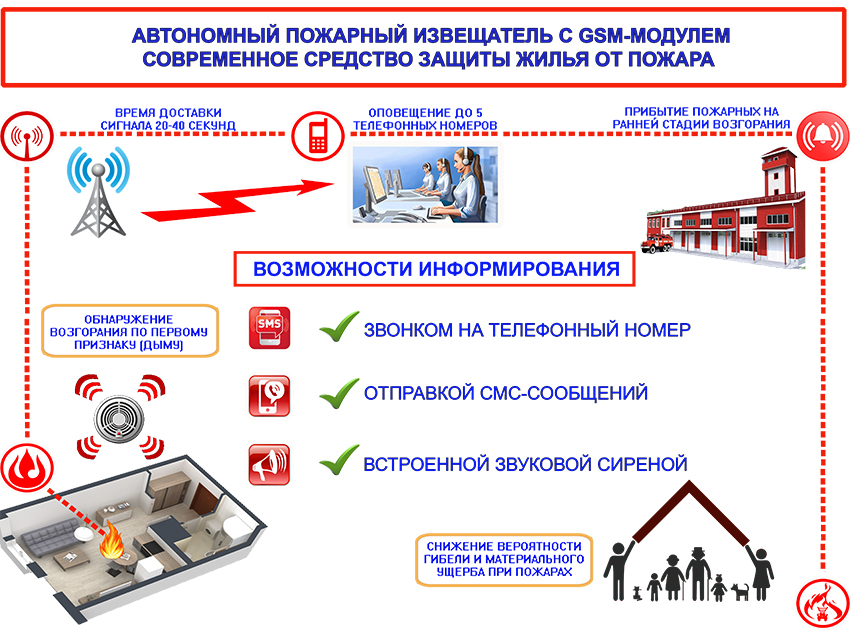 АВТОНОМНЫЙ ПОЖАРНЫЙ ИЗВЕЩАТЕЛЬ С GSM-МОДУЛЕМ
СОВРЕМЕННОЕ СРЕДСТВО ЗАЩИТЫ ЖИЛЬЯ ОТ ПОЖАРА
ВРЕМЯ ДОСТАВКИ
СИГНАЛА 20-40 СЕКУНД
ОПОВЕЩЕНИЕ ДО 5
ТЕЛЕФОННЫХ НОМЕРОВ
ПРИБЫТИЕ ПОЖАРНЫХ НА
РАННЕЙ СТАДИИ ВОЗГОРАНИЯ
ВОЗМОЖНОСТИ ИНФОРМИРОВАНИЯ
ОБНАРУЖЕНИЕ
ВОЗГОРАНИЯ ПО ПЕРВОМУ
ПРИЗНАКУ (ДЫМУ)
SMS
ЗВОНКОМ НА ТЕЛЕФОННЫЙ НОМЕР
ОТПРАВКОЙ СМС-СООБЩЕНИЙ
ВСТРОЕННОЙ ЗВУКОВОЙ СИРЕНОЙ
СНИЖЕНИЕ ВЕРОЯТНОСТИ
ГИБЕЛИ И МАТЕРИАЛЬНОГО
УЩЕРБА ПРИ ПОЖАРАХ